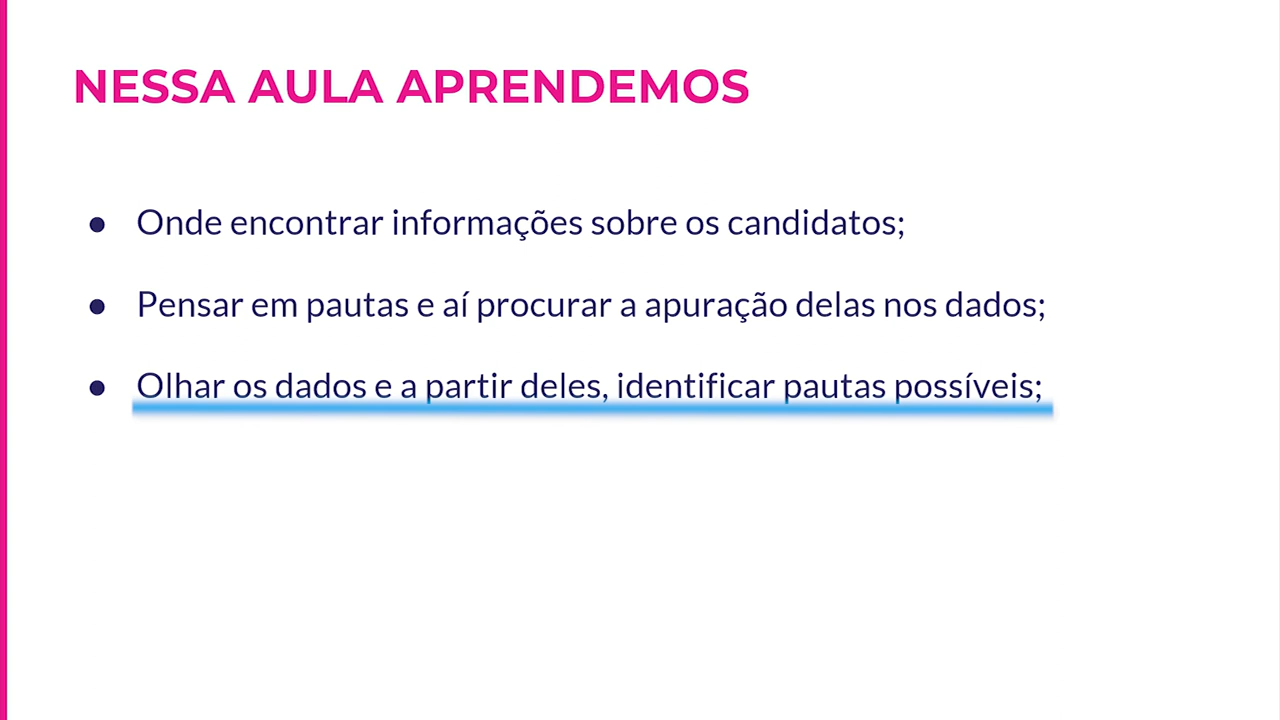 NESSA AULA APRENDEMOS
● Onde encontrar informações sobre os candidatos;
● Pensar em pautas e aí procurar a apuração delas nos dados;
● Olhar os dados e a partir deles, identificar pautas possíveis;